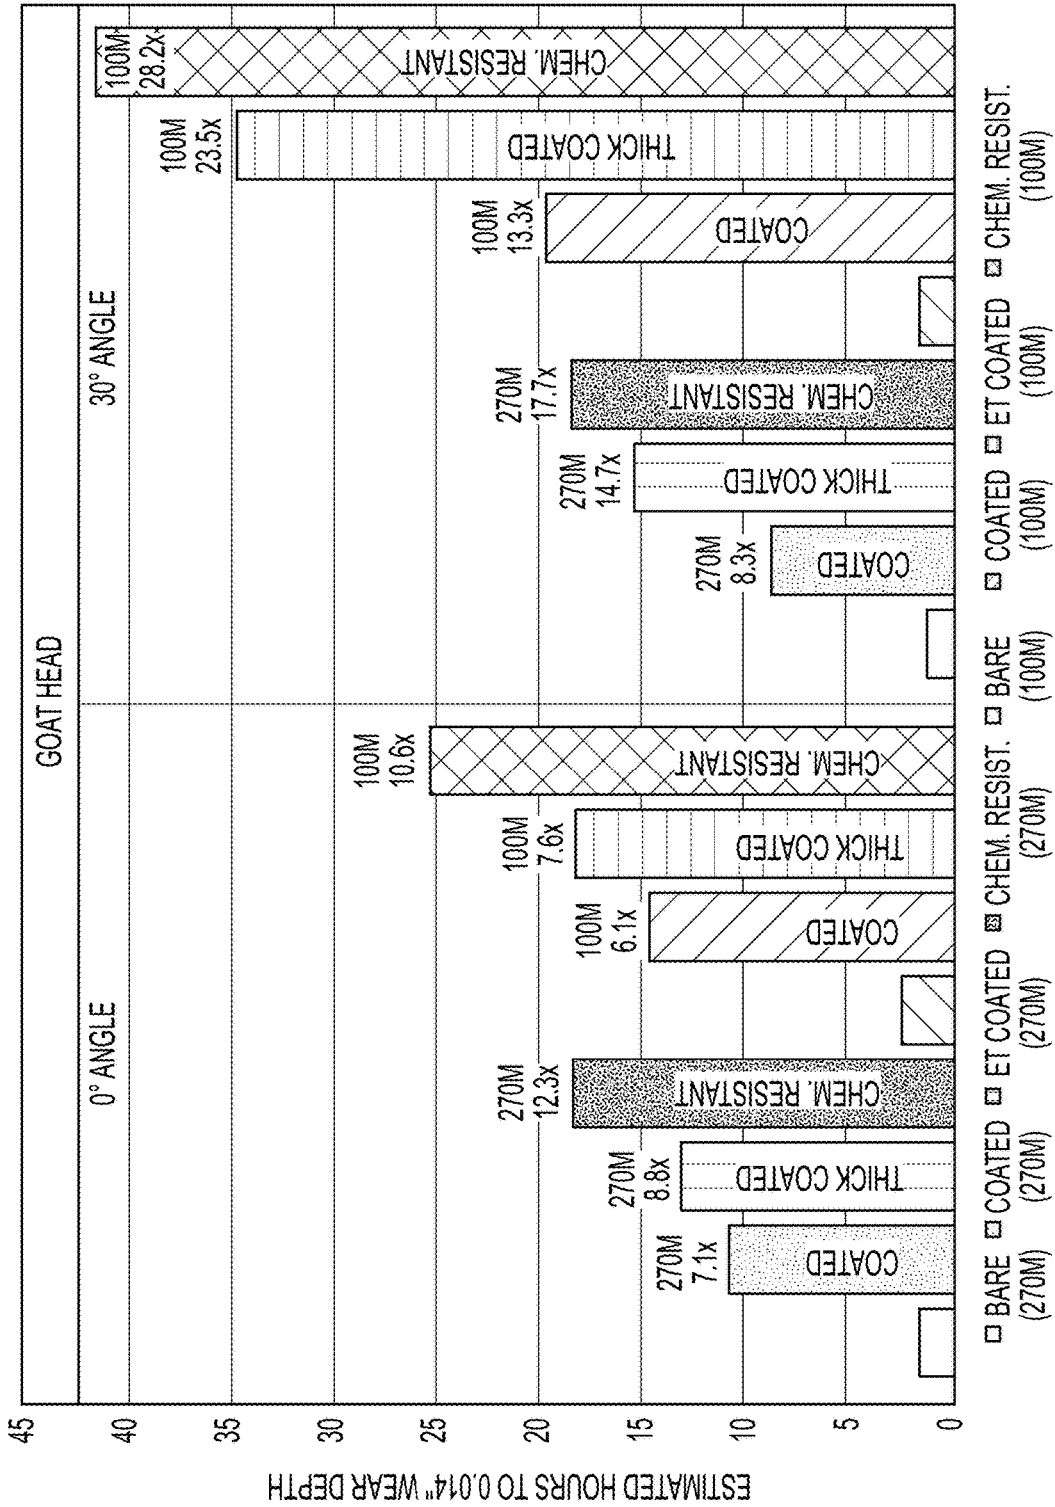 GOAT HEAD
0° ANGLE
30° ANGLE
ESTIMATED HOURS TO 0.014" WEAR DEPTH
45
40
35
30
25
20
15
10
5
0
270M
7.1x
COATED
270M
8.8x
THICK COATED
270M
12.3x
CHEM. RESISTANT
100M
6.1x
COATED
100M
7.6x
THICK COATED
100M
10.6x
CHEM. RESISTANT
270M
8.3x
COATED
270M
14.7x
THICK COATED
270M
17.7x
CHEM. RESISTANT
100M
13.3x
COATED
100M
23.5x
THICK COATED
100M
28.2x
CHEM. RESISTANT
BARE
(270M)
COATED
(270M)
ET COATED
(270M)
CHEM. RESIST.
(270M)
BARE
(100M)
COATED
(100M)
ET COATED
(100M)
CHEM. RESIST.
(100M)